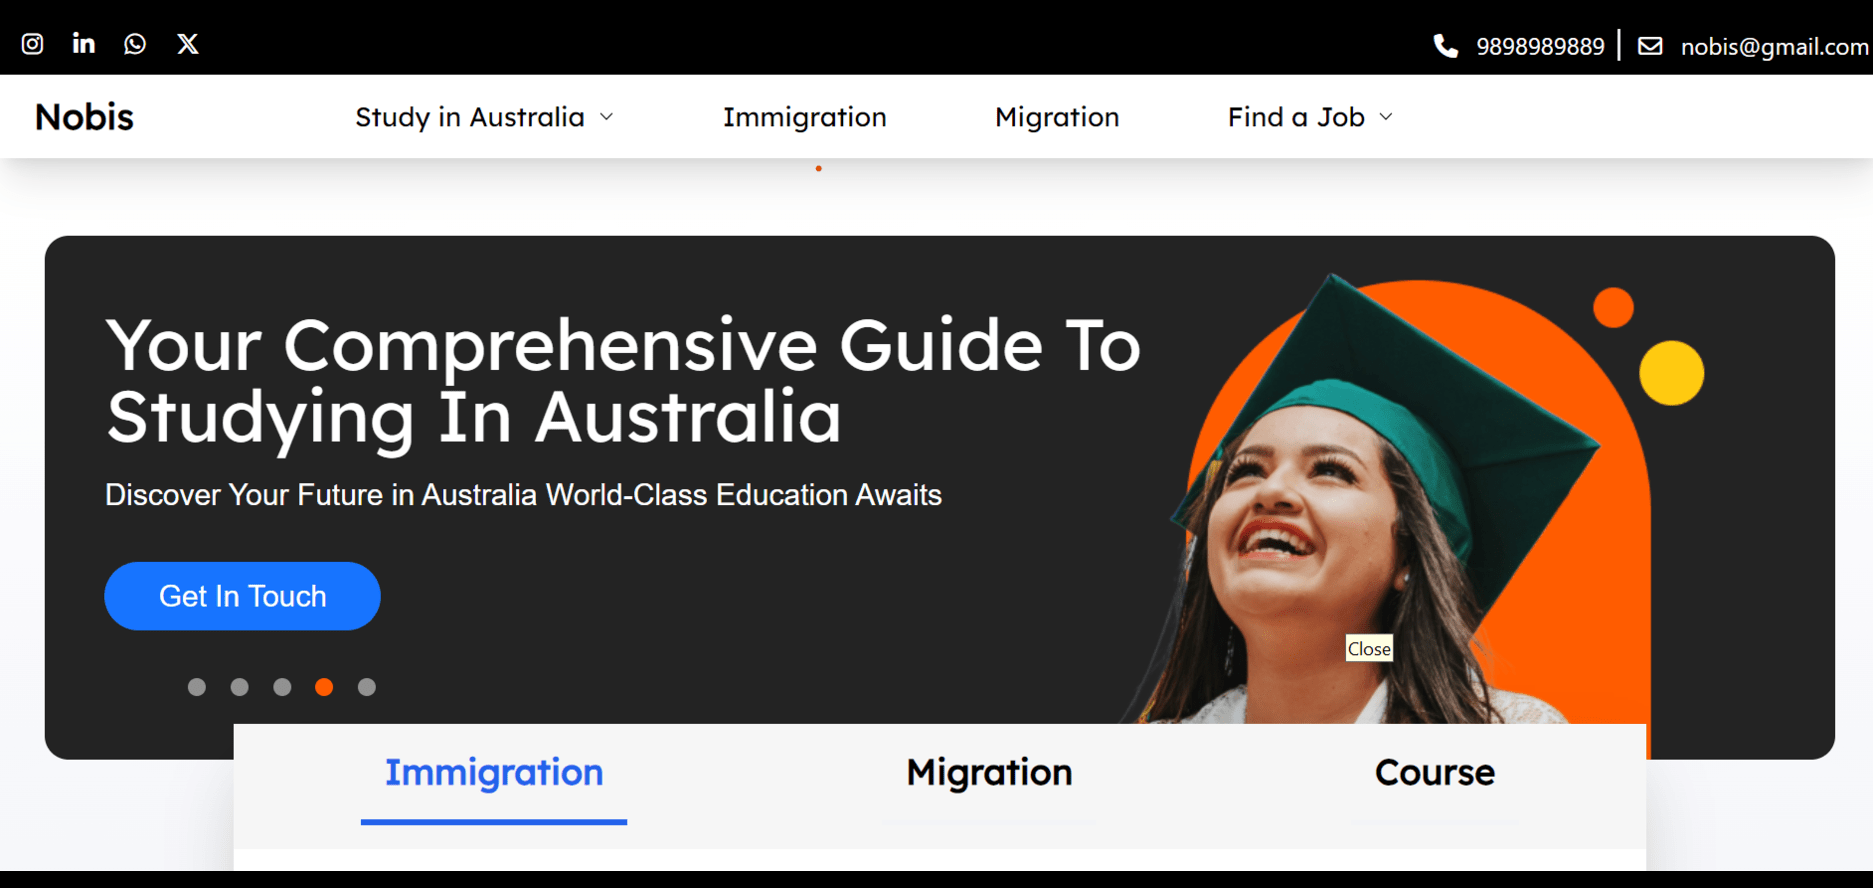 9898989889 | nobis@gmail.com
Nobis
Study in Australia
Immigration
Migration
Find a Job
Your Comprehensive Guide To
Studying In Australia
Discover Your Future in Australia World-Class Education Awaits
Get In Touch
Close
Immigration
Migration
Course